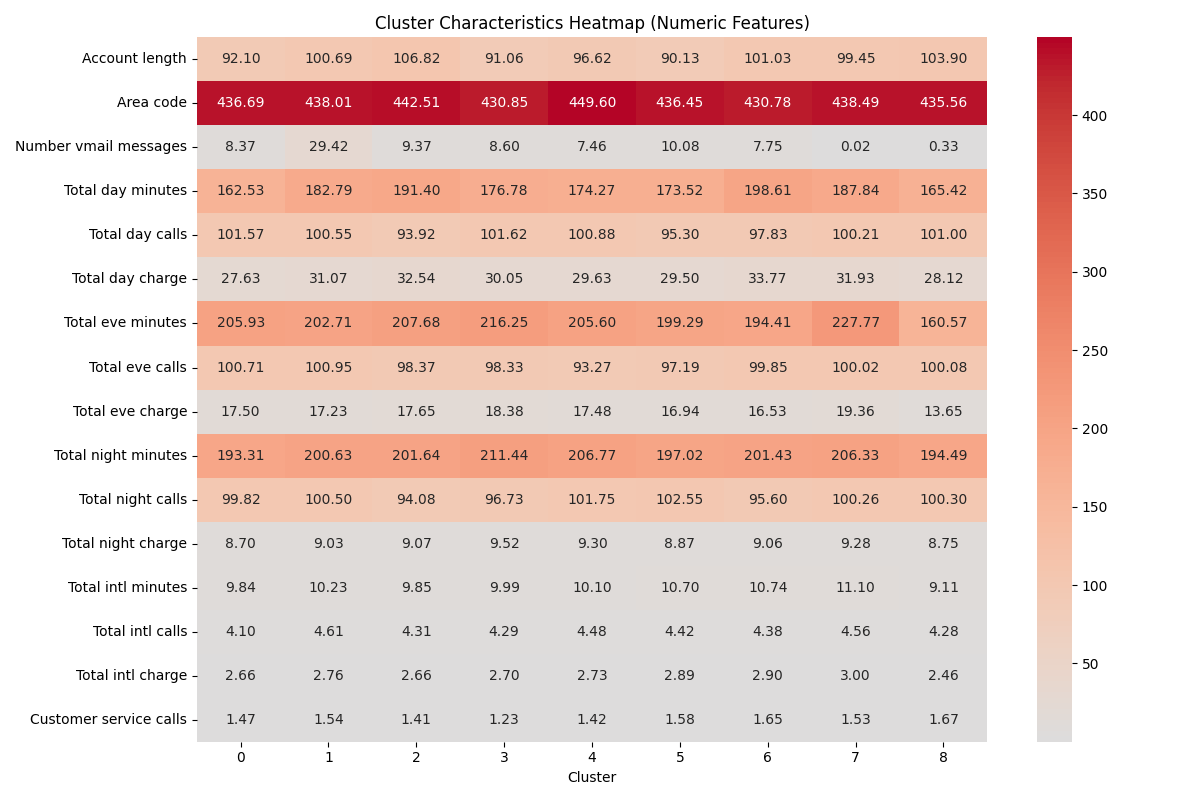 Cluster Characteristics Heatmap (Numeric Features)
Account length 92.10 100.69 106.82 91.06 96.62 90.13 101.03 99.45 103.90
Area code 436.69 438.01 442.51 430.85 449.60 436.45 430.78 438.49 435.56
Number vmail messages 8.37 29.42 9.37 8.60 7.46 10.08 7.75 0.02 0.33
Total day minutes 162.53 182.79 191.40 176.78 174.27 173.52 198.61 187.84 165.42
Total day calls 101.57 100.55 93.92 101.62 100.88 95.30 97.83 100.21 101.00
Total day charge 27.63 31.07 32.54 30.05 29.63 29.50 33.77 31.93 28.12
Total eve minutes 205.93 202.71 207.68 216.25 205.60 199.29 194.41 227.77 160.57
Total eve calls 100.71 100.95 98.37 98.33 93.27 97.19 99.85 100.02 100.08
Total eve charge 17.50 17.23 17.65 18.38 17.48 16.94 16.53 19.36 13.65
Total night minutes 193.31 200.63 201.64 211.44 206.77 197.02 201.43 206.33 194.49
Total night calls 99.82 100.50 94.08 96.73 101.75 102.55 95.60 100.26 100.30
Total night charge 8.70 9.03 9.07 9.52 9.30 8.87 9.06 9.28 8.75
Total intl minutes 9.84 10.23 9.85 9.99 10.10 10.70 10.74 11.10 9.11
Total intl calls 4.10 4.61 4.31 4.29 4.48 4.42 4.38 4.56 4.28
Total intl charge 2.66 2.76 2.66 2.70 2.73 2.89 2.90 3.00 2.46
Customer service calls 1.47 1.54 1.41 1.23 1.42 1.58 1.65 1.53 1.67
0 1 2 3 4 5 6 7 8
Cluster
400
350
300
250
200
150
100
50